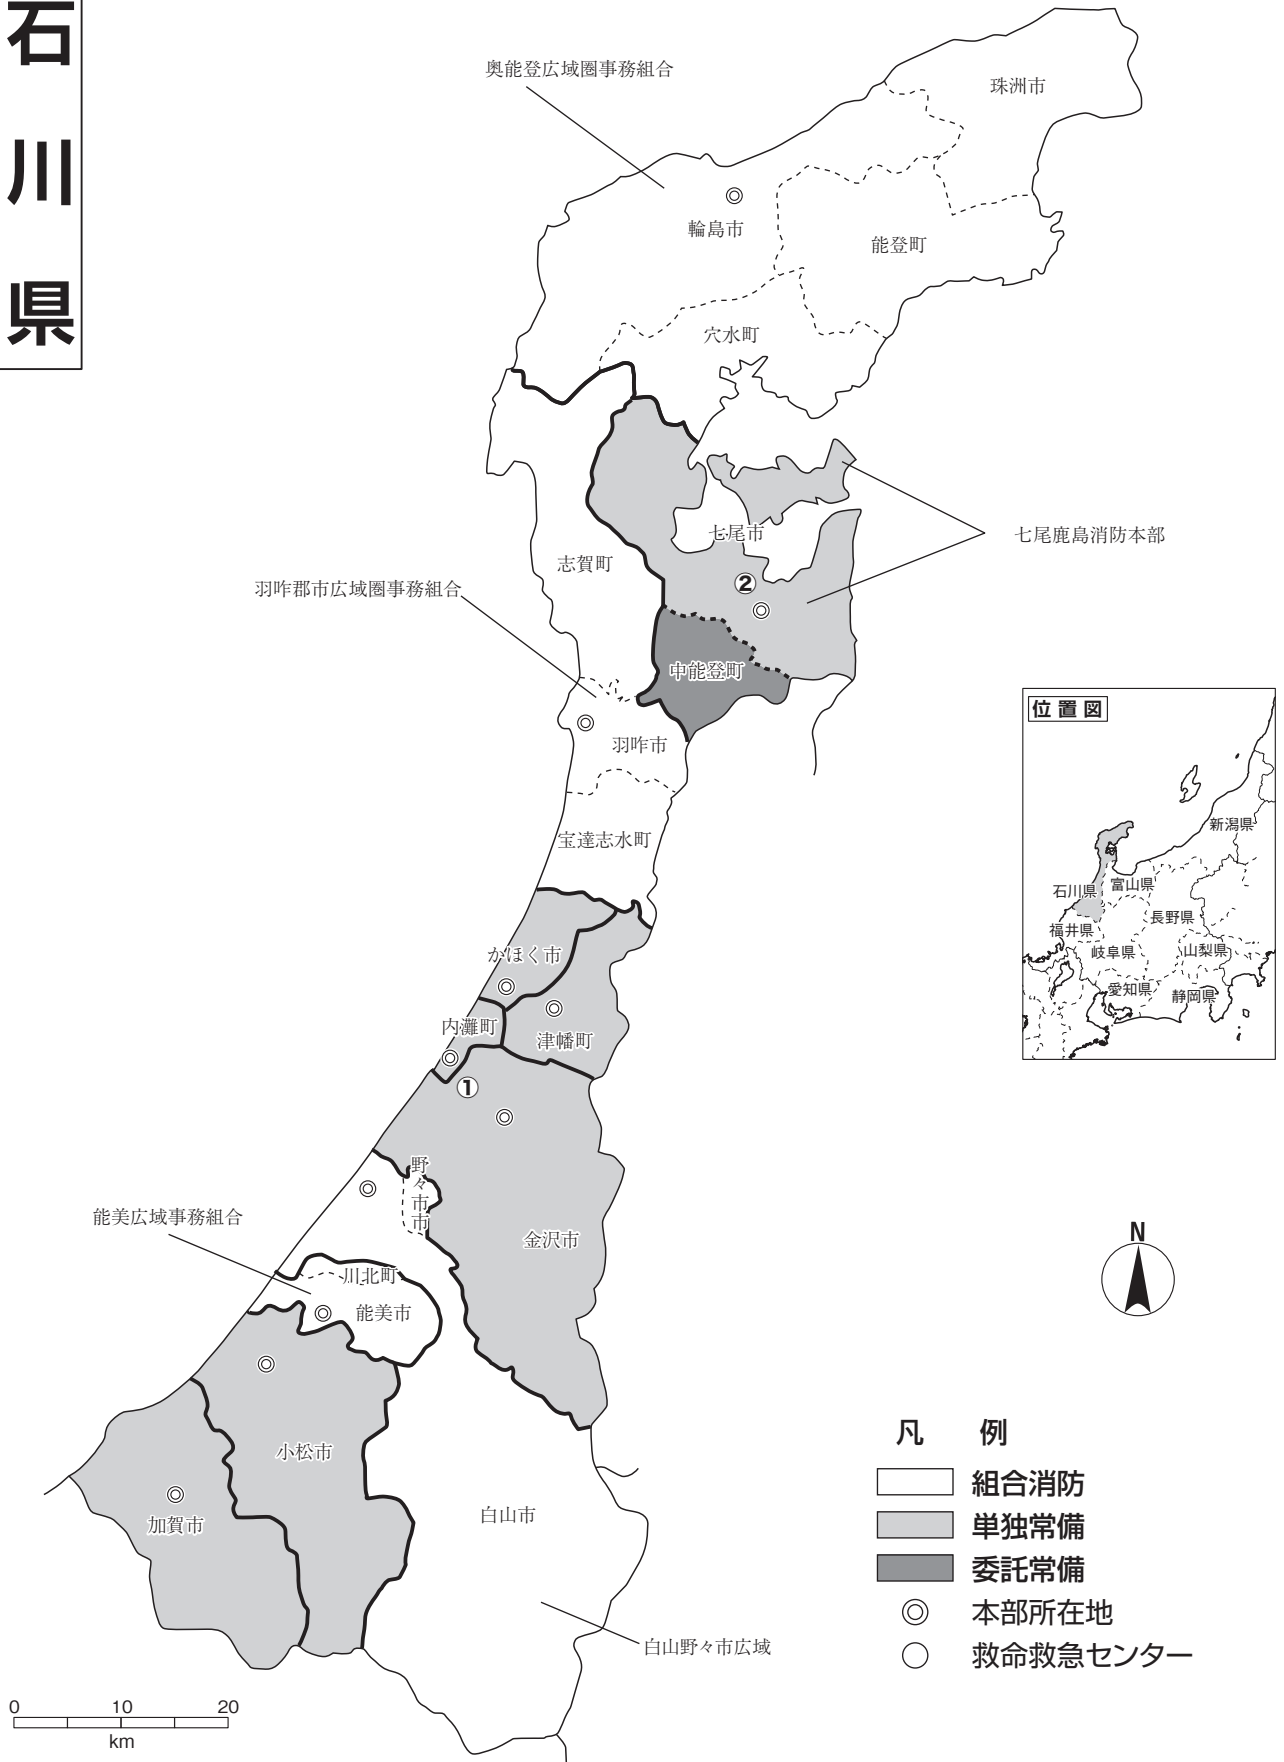 石川県
奥能登広域圏事務組合
珠洲市
輪島市
能登町
穴水町
七尾市
七尾鹿島消防本部
志賀町
②
羽咋郡市広域圏事務組合
中能登町
羽咋市
宝達志水町
かほく市
内灘町
津幡町
①
野々市市
能美広域事務組合
金沢市
川北町
能美市
小松市
加賀市
白山市
白山野々市広域
位置図
新潟県
石川県
富山県
長野県
福井県
岐阜県
山梨県
愛知県
静岡県
N
凡 例
組合消防
単独常備
委託常備
本部所在地
救命救急センター
0 10 20
km